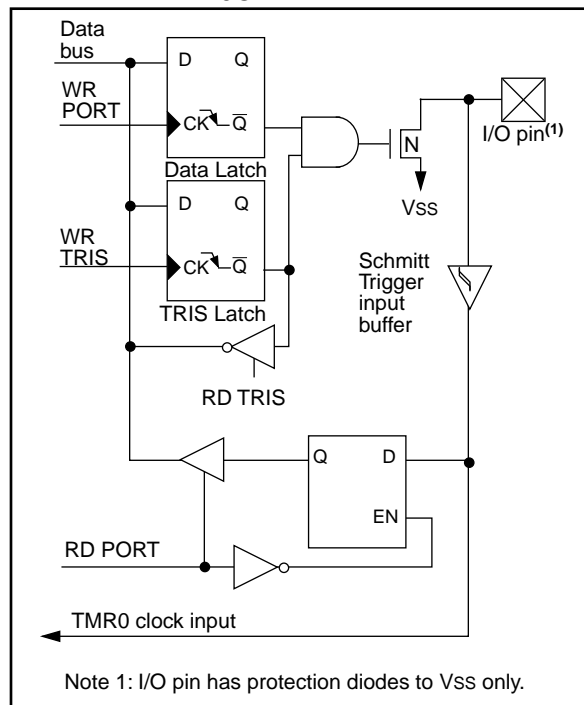 Data
bus
D Q
WR
PORT
CK Q
N
I/O pin(1)
Data Latch
VSS
D Q
WR
TRIS
CK Q
Schmitt
Trigger
input
buffer
TRIS Latch
RD TRIS
Q D
EN
RD PORT
TMR0 clock input
Note 1: I/O pin has protection diodes to VSS only.